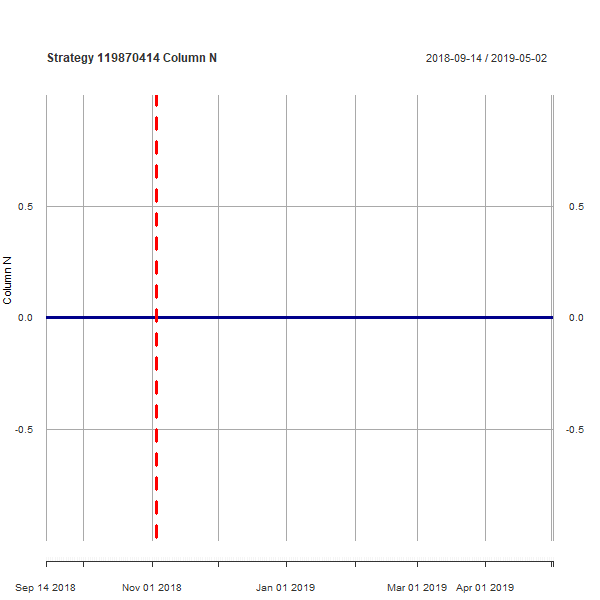 Strategy 119870414 Column N
2018-09-14 / 2019-05-02
0.5
0.5
Column N
0.0
0.0
-0.5
-0.5
Sep 14 2018
Nov 01 2018
Jan 01 2019
Mar 01 2019
Apr 01 2019